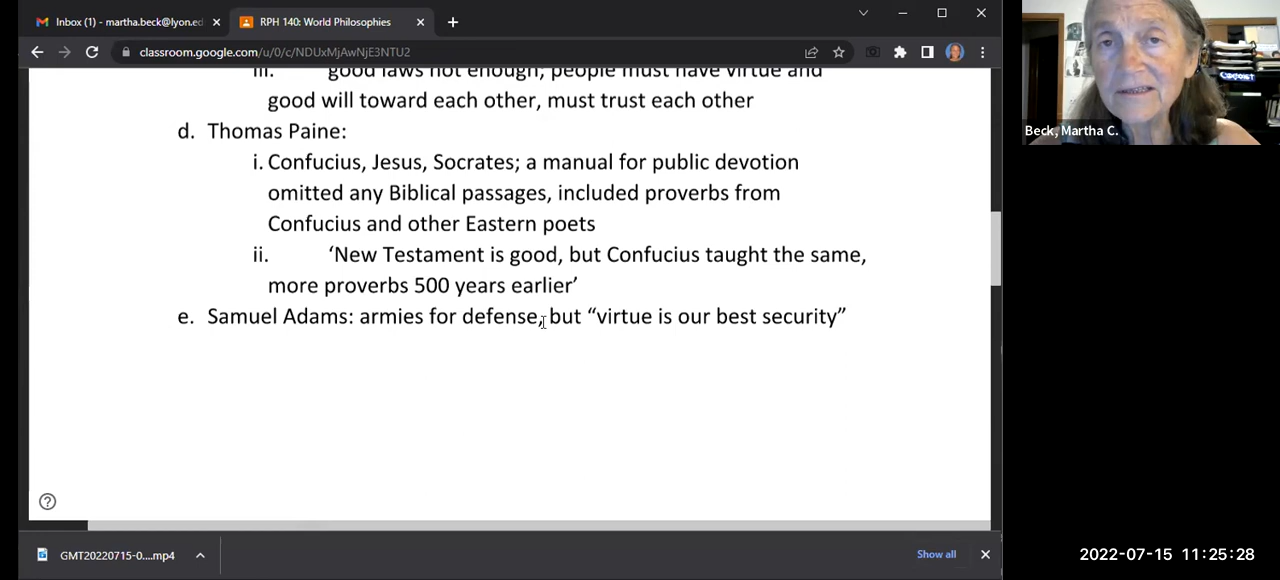 Inbox (1) - martha.beck@lyon.ed
RPH 140: World Philosophies
classroom.google.com/u/0/c/NDUxMjAwNjE3NTU2
iii. good laws not enough, people must have virtue and
good will toward each other, must trust each other
d. Thomas Paine:
i. Confucius, Jesus, Socrates; a manual for public devotion
omitted any Biblical passages, included proverbs from
Confucius and other Eastern poets
ii. ‘New Testament is good, but Confucius taught the same,
more proverbs 500 years earlier’
e. Samuel Adams: armies for defense, but “virtue is our best security”
GMT20220715-0....mp4
Show all
Beck, Martha C.
2022-07-15 11:25:28